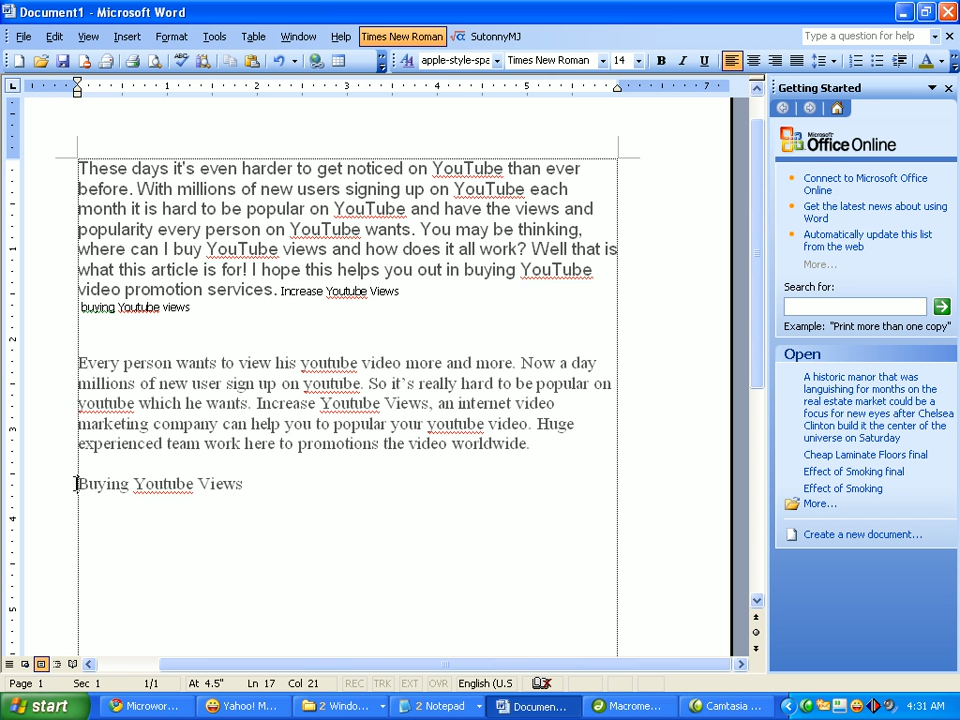 Document1 - Microsoft Word
File Edit View Insert Format Tools Table Window Help Times New Roman SutonnyMJ Type a question for help
apple-style-spa Times New Roman 14 B I U
1 2 3 4 5 7
Getting Started
Microsoft
Office Online
Connect to Microsoft Office
Online
Get the latest news about using
Word
Automatically update this list
from the web
More...
Search for:
Example: "Print more than one copy"
Open
A historic manor that was
languishing for months on the
real estate market could be a
focus for new eyes after Chelsea
Clinton build it the center of the
universe on Saturday
Cheap Laminate Floors final
Effect of Smoking final
Effect of Smoking
More...
Create a new document...
These days it's even harder to get noticed on YouTube than ever
before. With millions of new users signing up on YouTube each
month it is hard to be popular on YouTube and have the views and
popularity every person on YouTube wants. You may be thinking,
where can I buy YouTube views and how does it all work? Well that is
what this article is for! I hope this helps you out in buying YouTube
video promotion services. Increase Youtube Views
buying Youtube views
Every person wants to view his youtube video more and more. Now a day
millions of new user sign up on youtube. So it’s really hard to be popular on
youtube which he wants. Increase Youtube Views, an internet video
marketing company can help you to popular your youtube video. Huge
experienced team work here to promotions the video worldwide.
Buying Youtube Views
Page 1 Sec 1 1/1 At 4.5" Ln 17 Col 21 REC TRK EXT OVR English (U.S
start Microwor... Yahoo! M... 2 Windo... 2 Notepad Documen... Macrome... Camtasia ... 4:31 AM